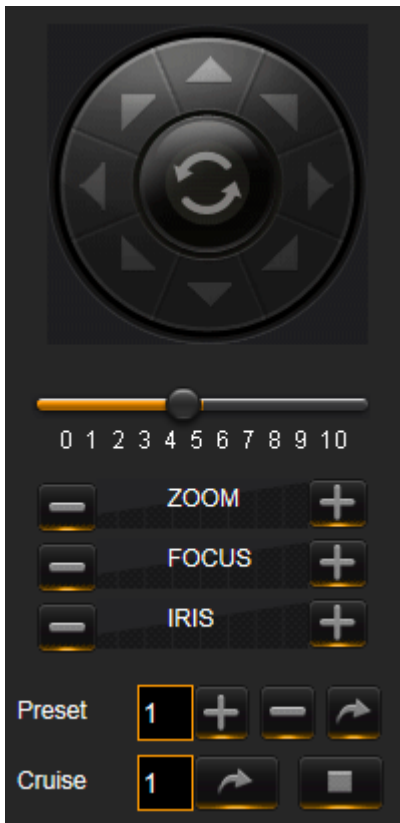 0 1 2 3 4 5 6 7 8 9 10
ZOOM
FOCUS
IRIS
Preset 1
Cruise 1